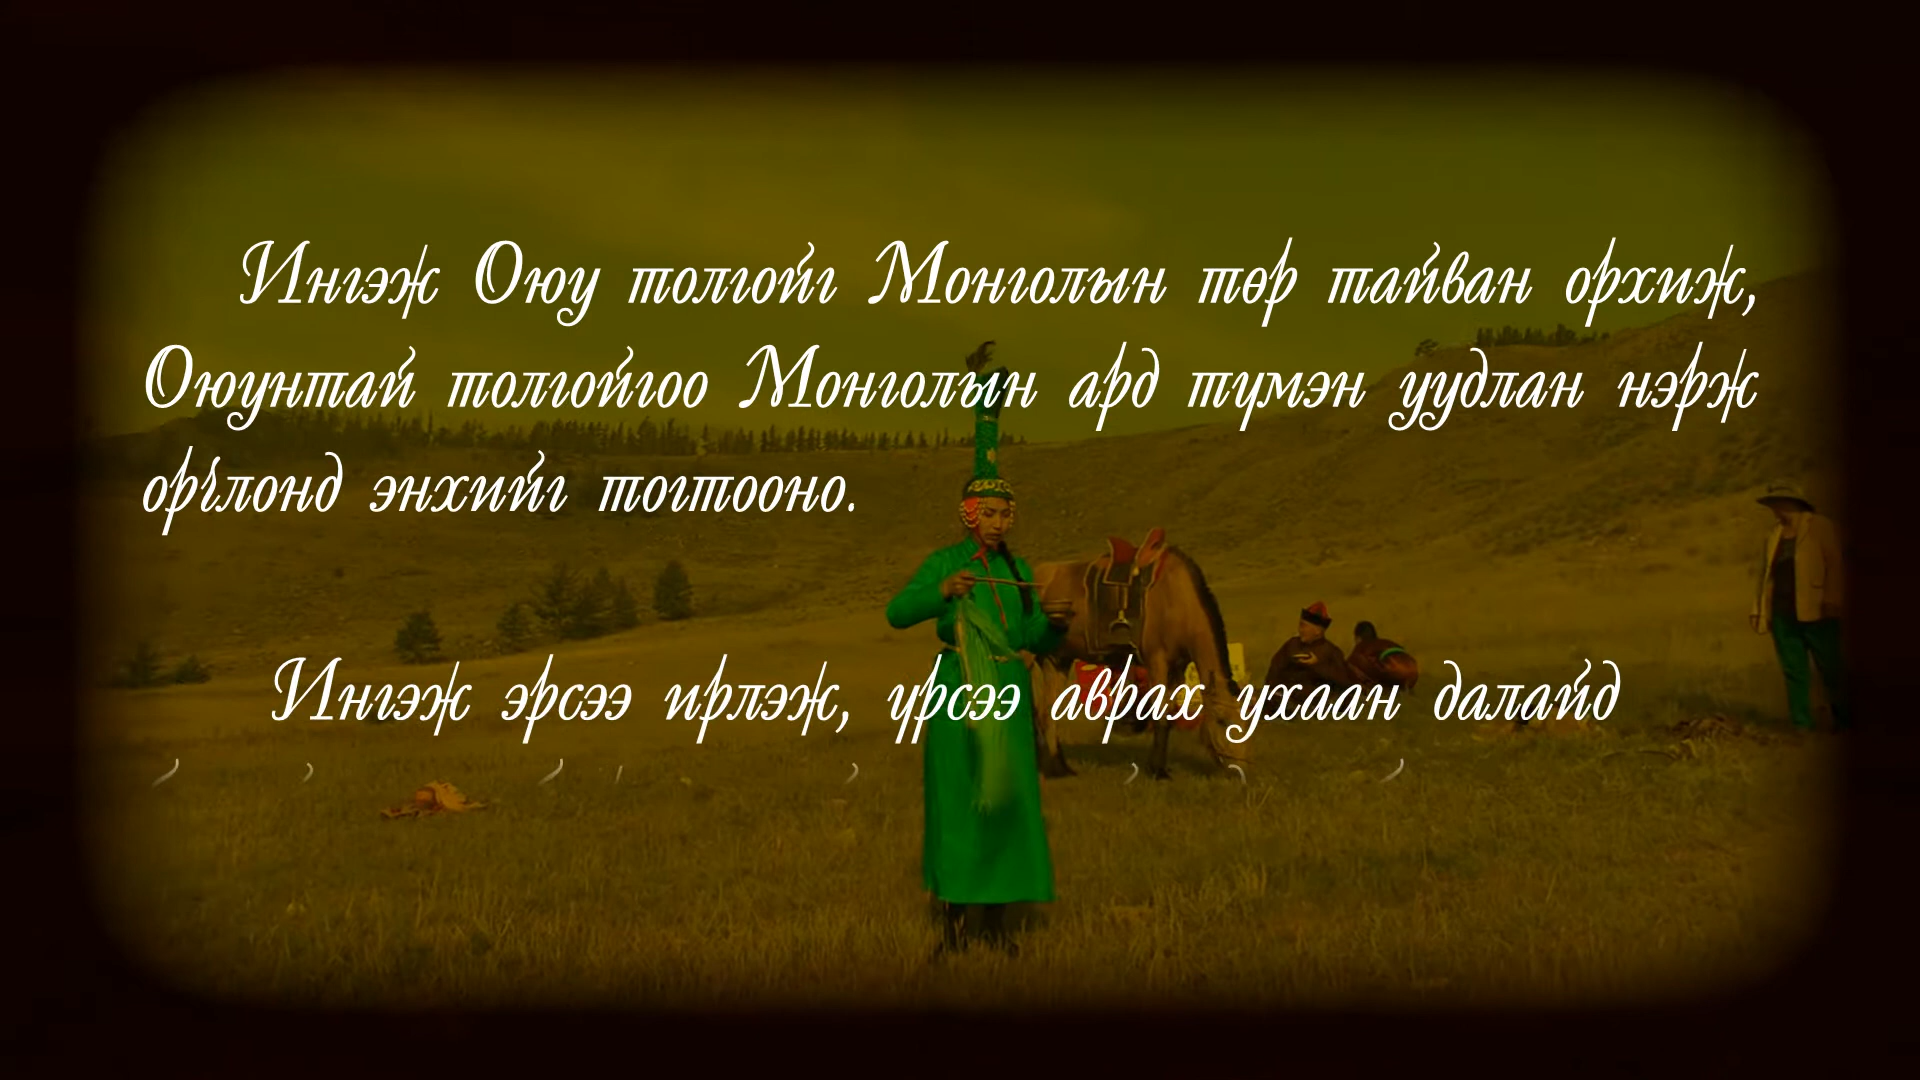 Ингэж Оюу толгойг Монголын төр тайван орхиж,
Оюунтай толгойгоо Монголын ард түмэн уудлан нэрж
орчлонд энхийг тогтооно.
Ингэж эрсээ ирлэж, үрсээ аврах ухаан далайд